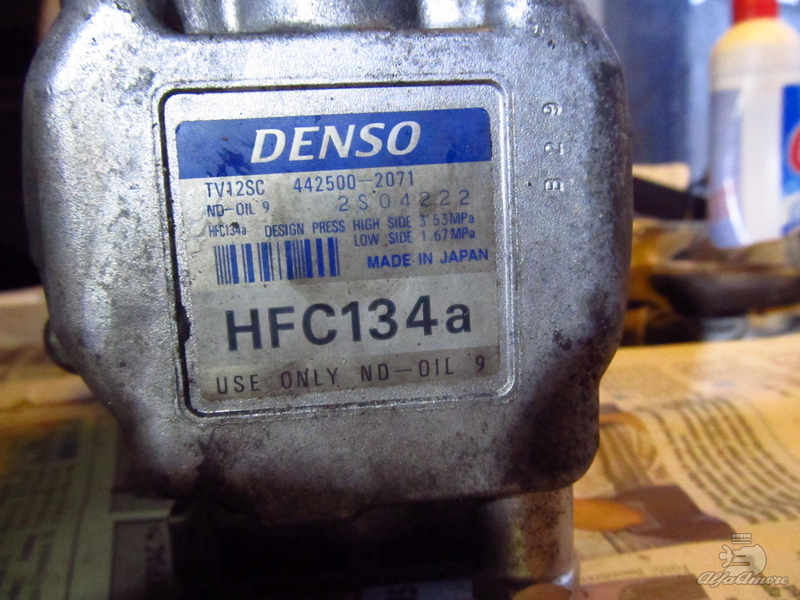 DENSO
TV12SC 442500-2071
ND-OIL 9 2S04222
HFC134a DESIGN PRESS HIGH SIDE 3.53MPa
LOW SIDE 1.67MPa
MADE IN JAPAN
HFC134a
USE ONLY ND-OIL 9
B29
AlfaAmore